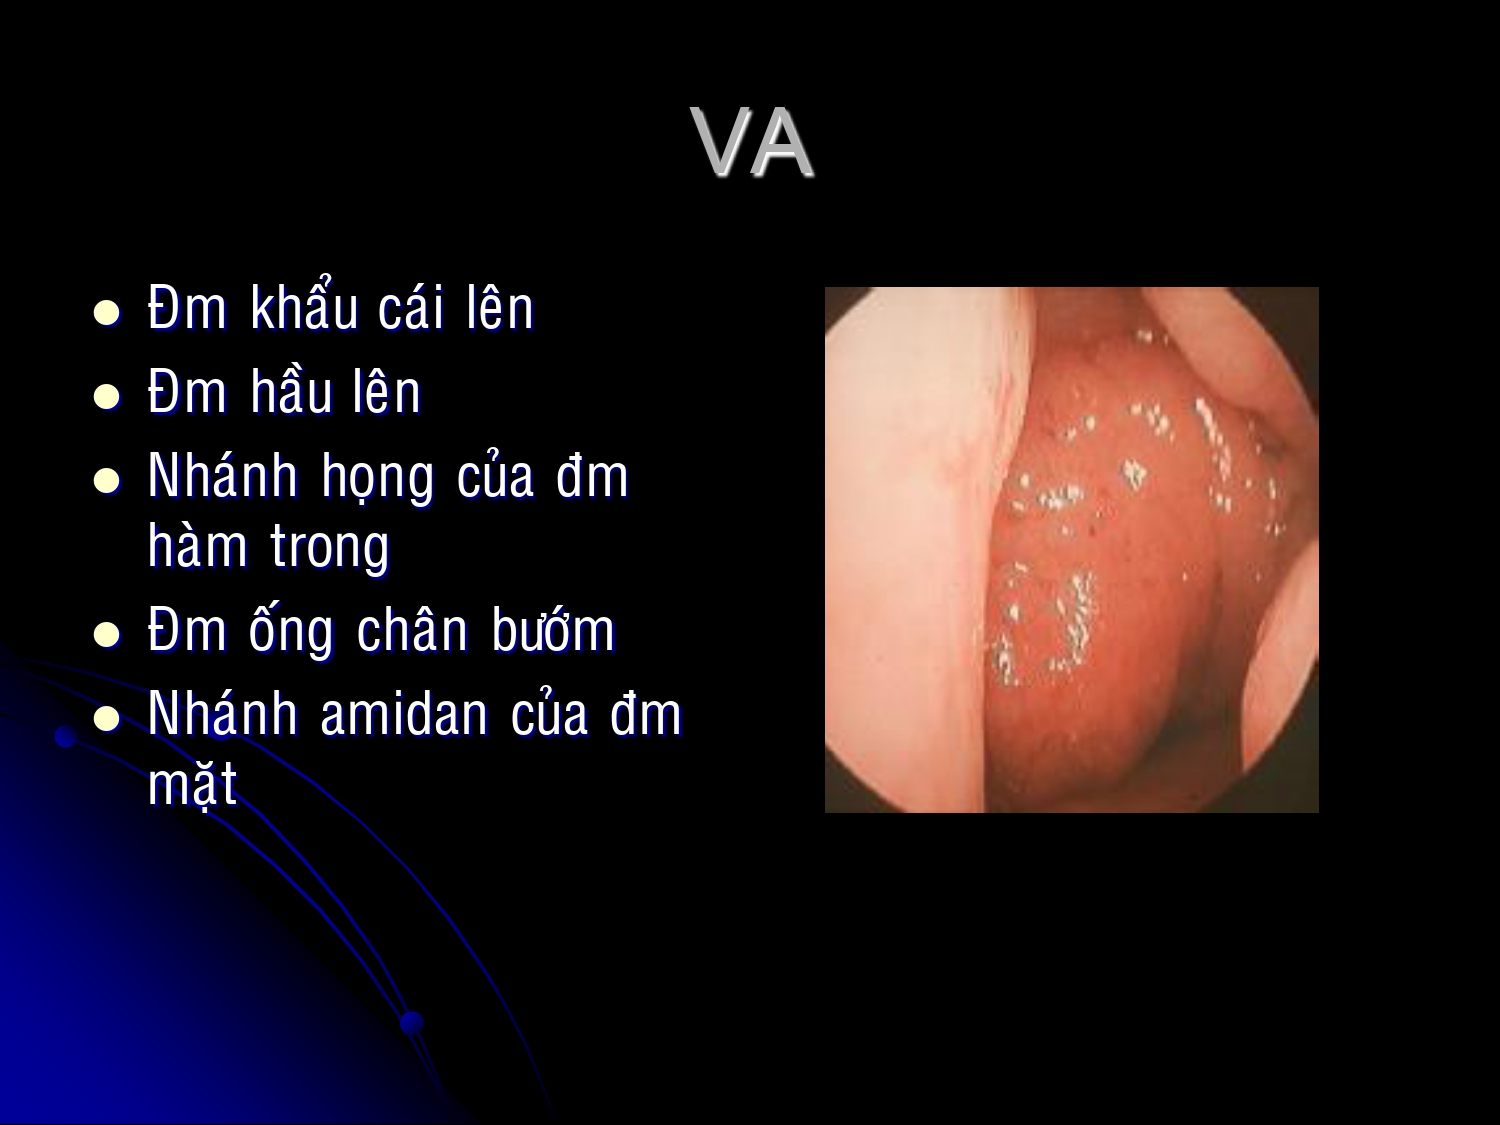 VA
Đm khẩu cái lên
Đm hầu lên
Nhánh họng của đm
hàm trong
Đm ống chân bướm
Nhánh amidan của đm
mặt